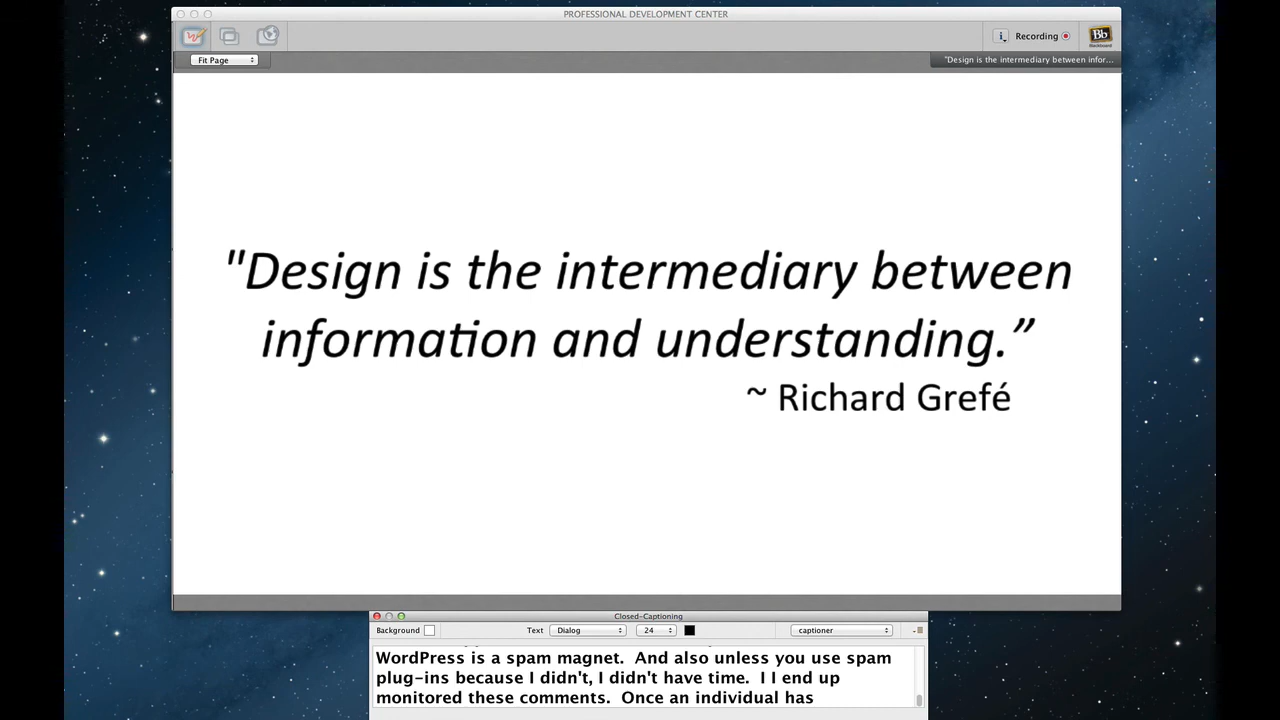 PROFESSIONAL DEVELOPMENT CENTER
i Recording Bb
Blackboard
Fit Page
"Design is the intermediary between infor...
"Design is the intermediary between
information and understanding.”
~ Richard Grefé
Closed-Captioning
Background Text Dialog 24 captioner
WordPress is a spam magnet. And also unless you use spam
plug-ins because I didn't, I didn't have time. I I end up
monitored these comments. Once an individual has